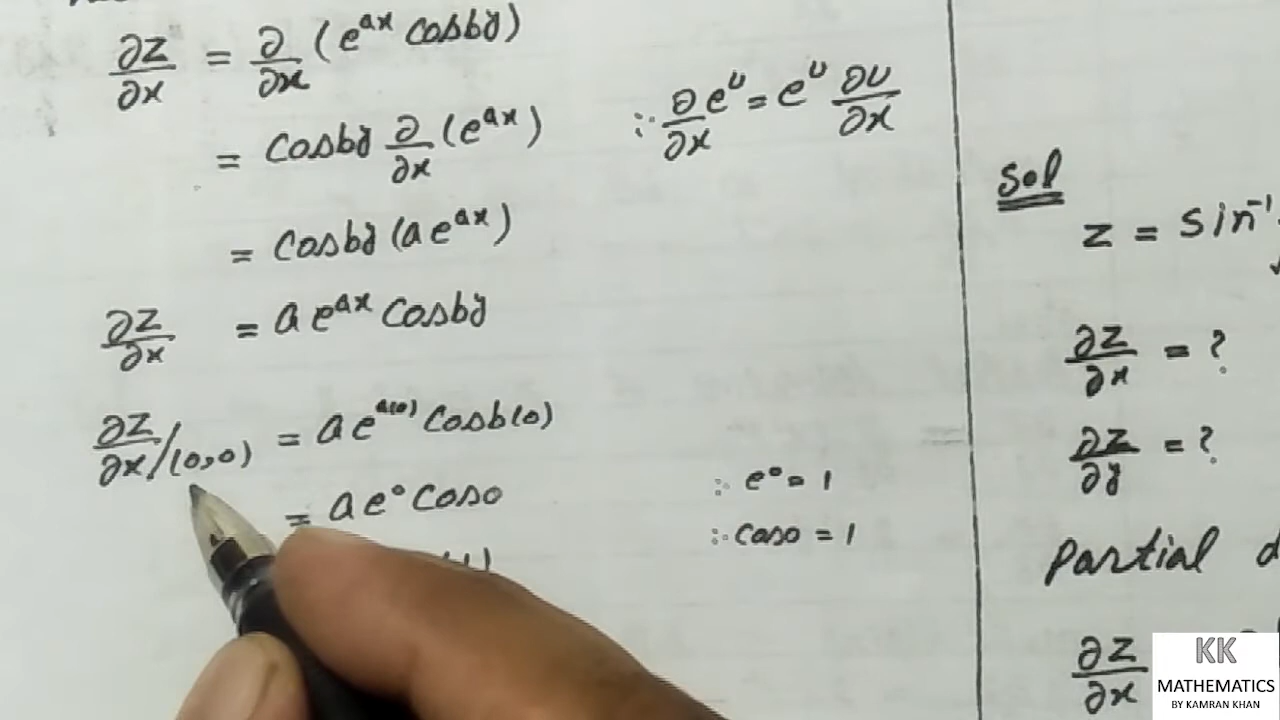 ∂z/∂x = ∂/∂x (e^ax cosby)
= cosby ∂/∂x (e^ax)
∵ ∂/∂x e^u = e^u ∂u/∂x
= cosby (a e^ax)
∂z/∂x = a e^ax cosby
∂z/∂x /(0,0) = a e^a(0) cosb(0)
= a e^0 cos0
∵ e^0 = 1
∵ cos0 = 1
Sol
z = sin^-1
∂z/∂x = ?
∂z/∂y = ?
Partial d
∂z/∂x
KK
MATHEMATICS
BY KAMRAN KHAN